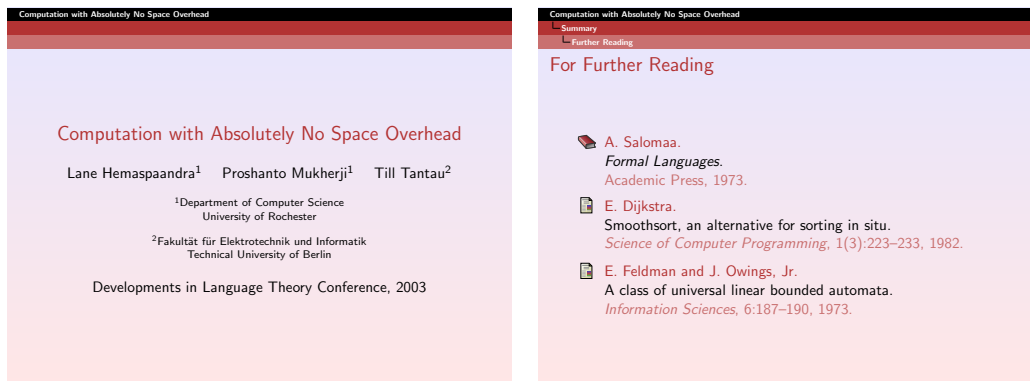 Computation with Absolutely No Space Overhead
Computation with Absolutely No Space Overhead
Lane Hemaspaandra¹ Proshanto Mukherji¹ Till Tantau²
¹Department of Computer Science
University of Rochester
²Fakultät für Elektrotechnik und Informatik
Technical University of Berlin
Developments in Language Theory Conference, 2003
Computation with Absolutely No Space Overhead
Summary
Further Reading
For Further Reading
A. Salomaa.
Formal Languages.
Academic Press, 1973.
E. Dijkstra.
Smoothsort, an alternative for sorting in situ.
Science of Computer Programming, 1(3):223–233, 1982.
E. Feldman and J. Owings, Jr.
A class of universal linear bounded automata.
Information Sciences, 6:187–190, 1973.